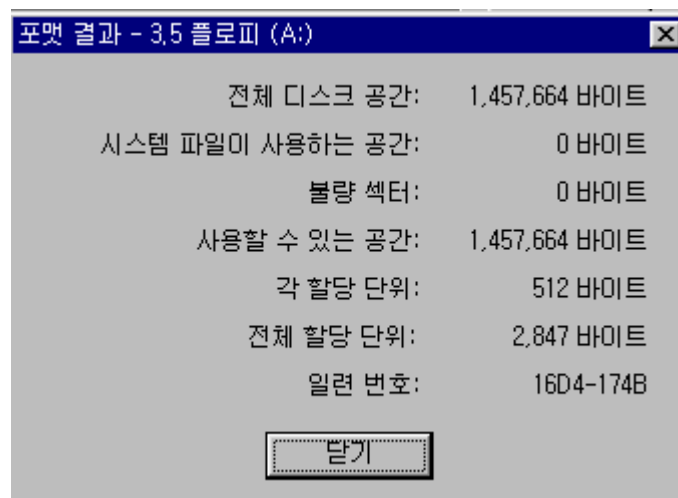 포맷 결과 - 3,5 플로피 (A:)
전체 디스크 공간: 1,457,664 바이트
시스템 파일이 사용하는 공간: 0 바이트
불량 섹터: 0 바이트
사용할 수 있는 공간: 1,457,664 바이트
각 할당 단위: 512 바이트
전체 할당 단위: 2,847 바이트
일련 번호: 16D4-174B
닫기